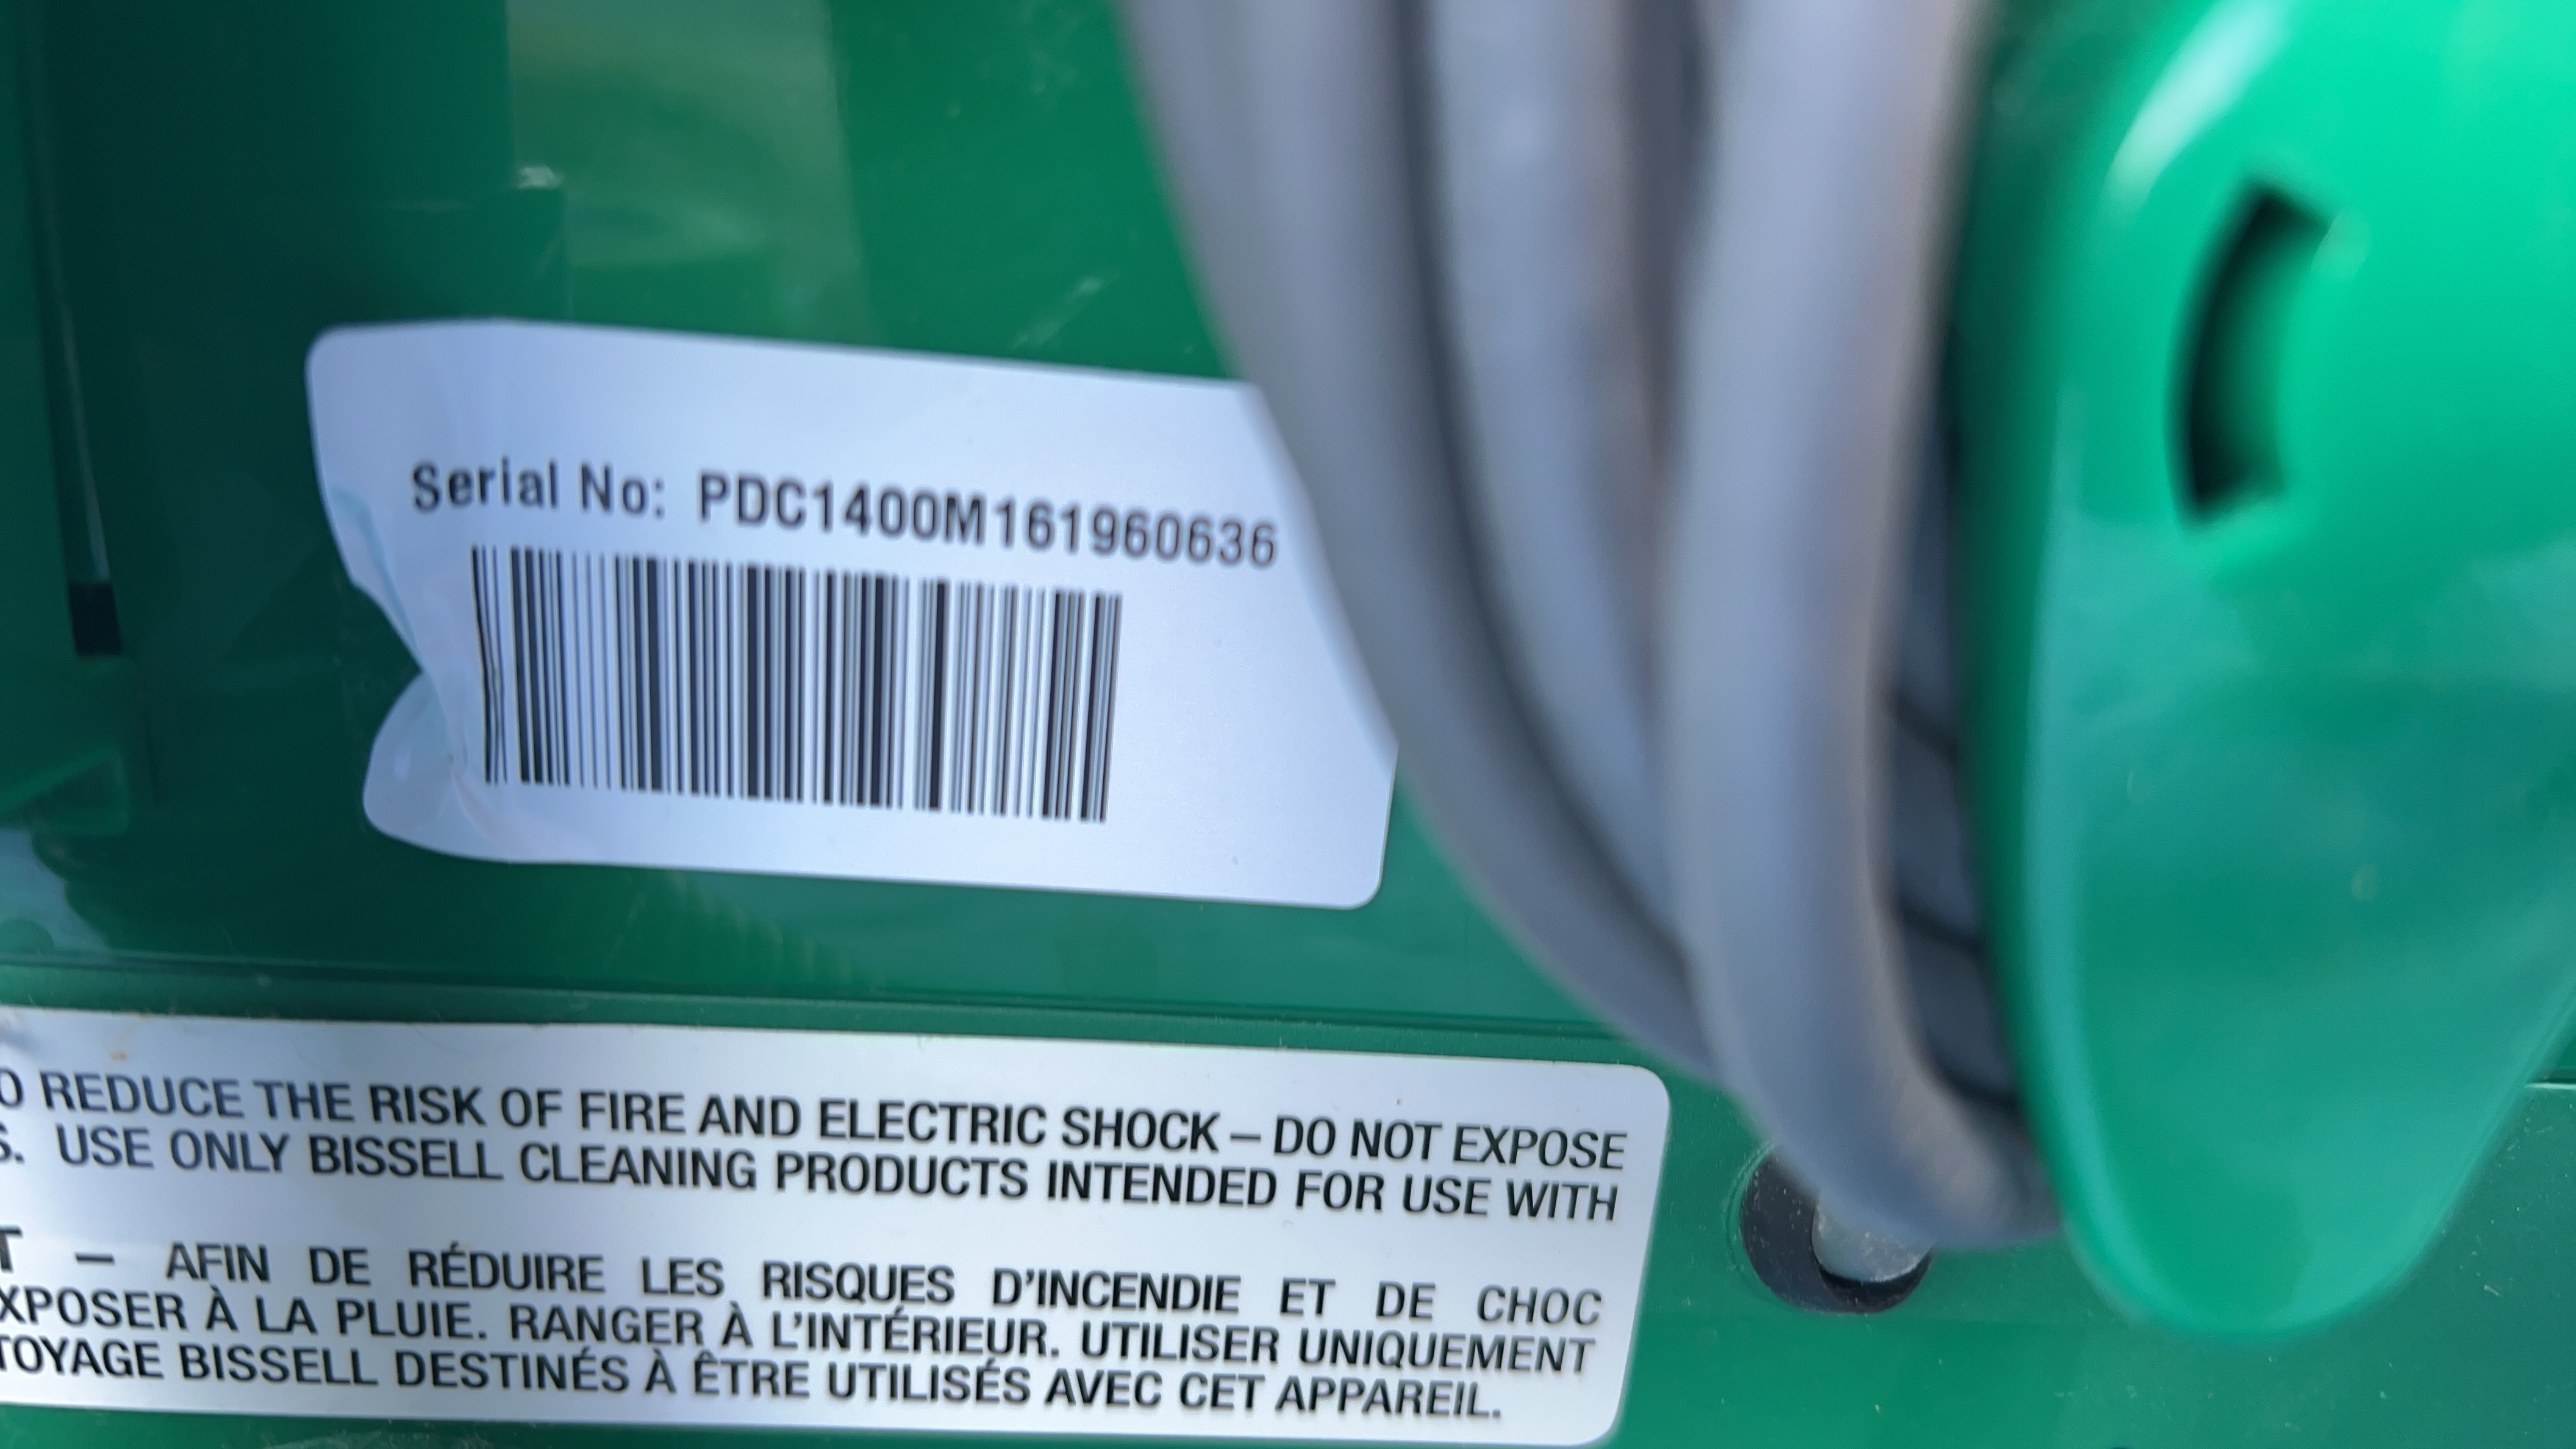 Serial No: PDC1400M161960636
O REDUCE THE RISK OF FIRE AND ELECTRIC SHOCK – DO NOT EXPOSE
S. USE ONLY BISSELL CLEANING PRODUCTS INTENDED FOR USE WITH
T – AFIN DE RÉDUIRE LES RISQUES D'INCENDIE ET DE CHOC
XPOSER À LA PLUIE. RANGER À L'INTÉRIEUR. UTILISER UNIQUEMENT
TOYAGE BISSELL DESTINÉS À ÊTRE UTILISÉS AVEC CET APPAREIL.